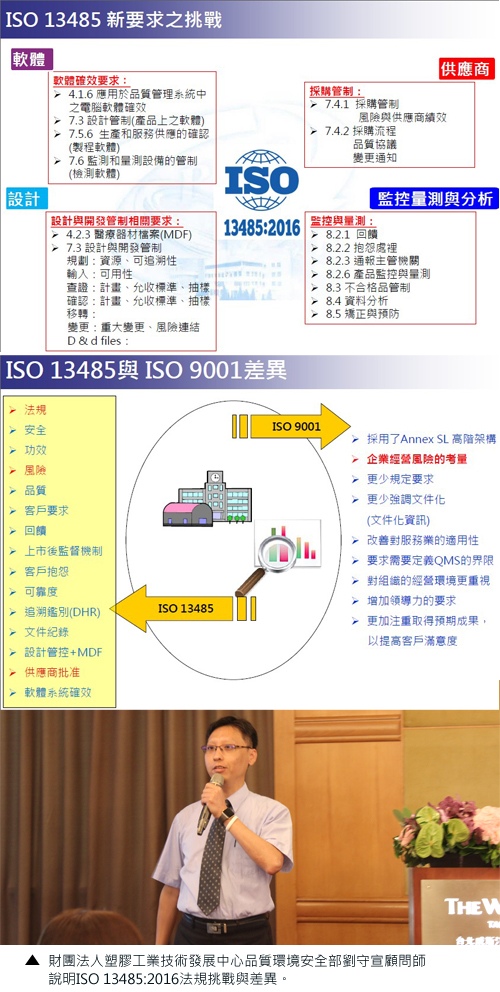 ISO 13485 新要求之挑戰
軟體
軟體確效要求：
4.1.6 應用於品質管理系統中
之電腦軟體確效
7.3 設計管制(產品上之軟體)
7.5.6 生產和服務供應的確認
(製程軟體)
7.6 監測和量測設備的管制
(檢測軟體)
供應商
採購管制：
7.4.1 採購管制
風險與供應商績效
7.4.2 採購流程
品質協議
變更通知
ISO
13485:2016
設計
設計與開發管制相關要求：
4.2.3 醫療器材檔案(MDF)
7.3 設計與開發管制
規劃：資源、可追溯性
輸入：可用性
查證：計畫、允收標準、抽樣
確認：計畫、允收標準、抽樣
移轉：
變更：重大變更、風險連結
D & d files：
監控量測與分析
監控與量測：
8.2.1 回饋
8.2.2 抱怨處裡
8.2.3 通報主管機關
8.2.6 產品監控與量測
8.3 不合格品管制
8.4 資料分析
8.5 矯正與預防
ISO 13485與 ISO 9001差異
法規
安全
功效
風險
品質
客戶要求
回饋
上市後監督機制
客戶抱怨
可靠度
追溯鑑別(DHR)
文件紀錄
設計管控+MDF
供應商批准
軟體系統確效
ISO 9001
ISO 13485
採用了Annex SL 高階架構
企業經營風險的考量
更少規定要求
更少強調文件化
(文件化資訊)
改善對服務業的適用性
要求需要定義QMS的界限
對組織的經營環境更重視
增加領導力的要求
更加注重取得預期成果，
以提高客戶滿意度
THE W
▲ 財團法人塑膠工業技術發展中心品質環境安全部劉守宣顧問師
說明ISO 13485:2016法規挑戰與差異。